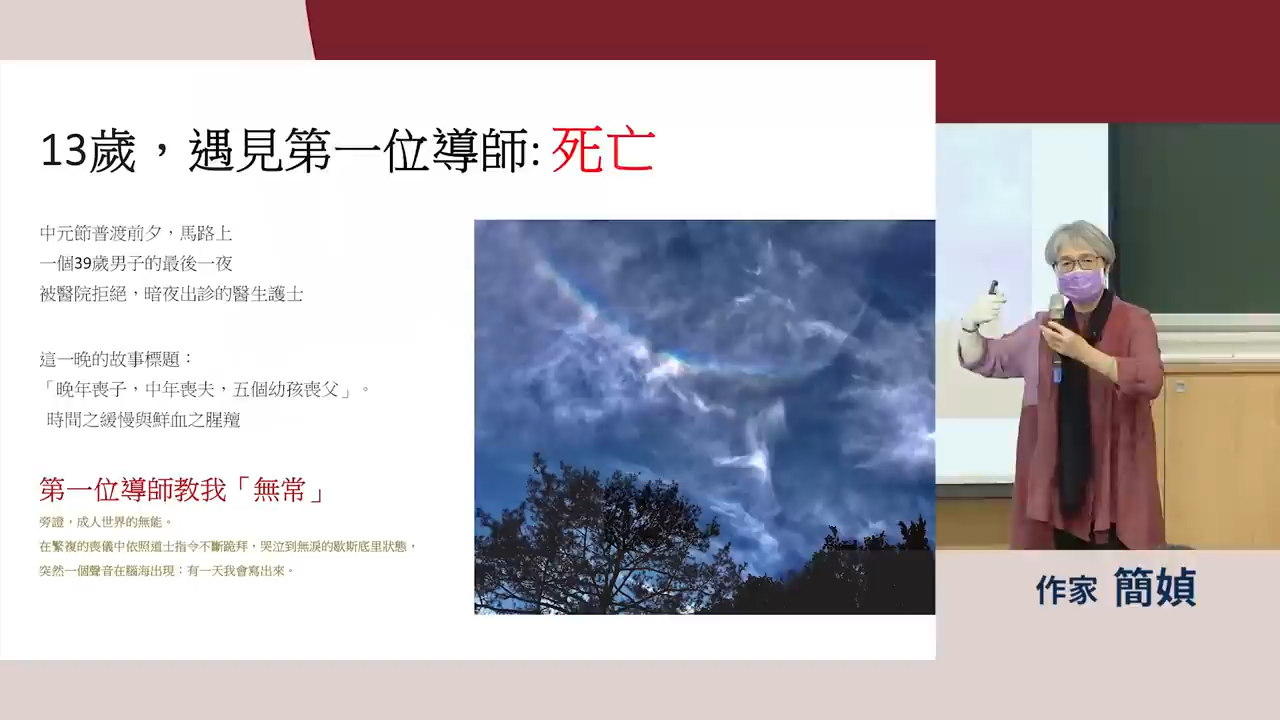 13歲，遇見第一位導師: 死亡
中元節普渡前夕，馬路上
一個39歲男子的最後一夜
被醫院拒絕，暗夜出診的醫生護士
這一晚的故事標題：
「晚年喪子，中年喪夫，五個幼孩喪父」。
時間之緩慢與鮮血之腥羶
第一位導師教我「無常」
旁證，成人世界的無能。
在繁複的喪儀中依照道士指令不斷跪拜，哭泣到無淚的歇斯底里狀態，
突然一個聲音在腦海出現：有一天我會寫出來。
作家 簡媜